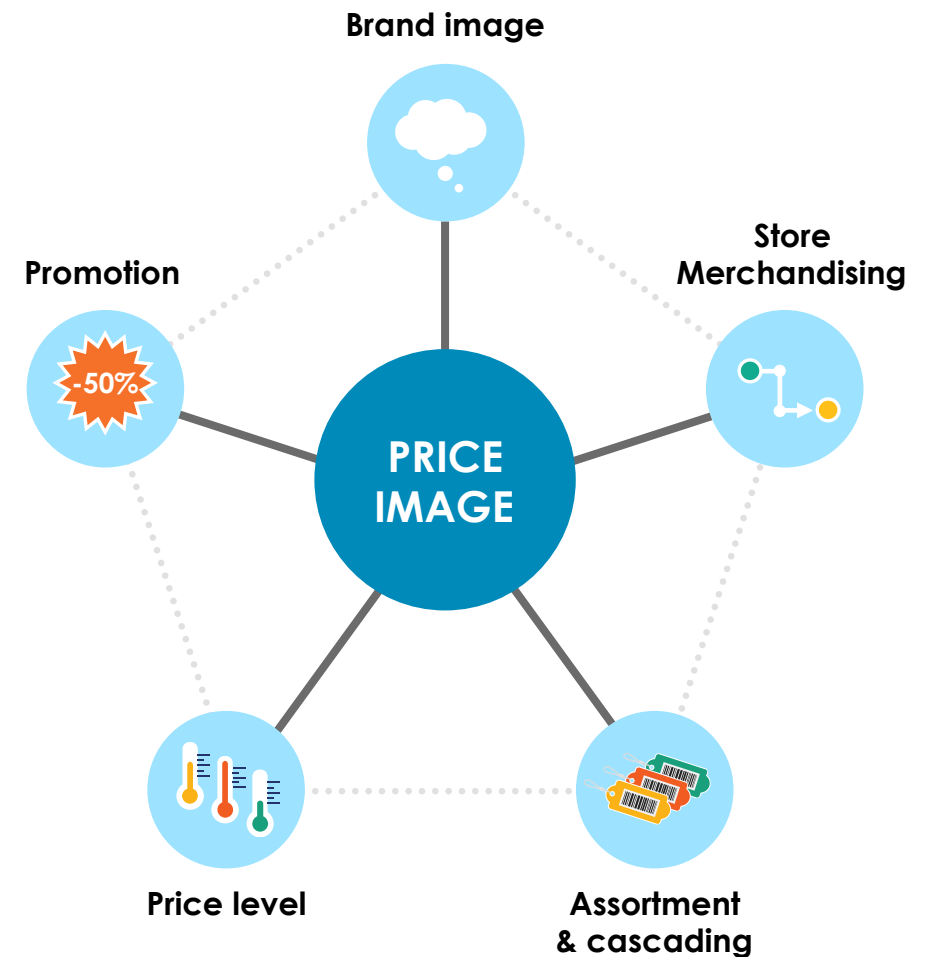 Brand image
Store
Merchandising
Promotion
-50%
PRICE
IMAGE
Price level
Assortment
& cascading